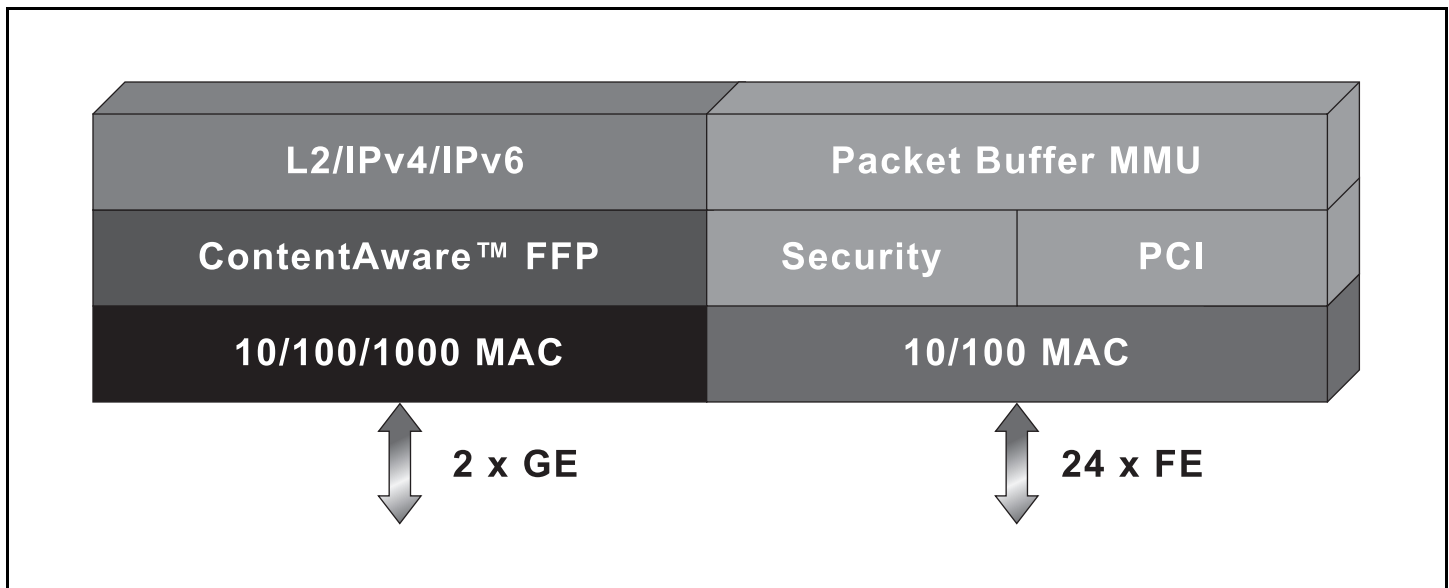 L2/IPv4/IPv6
Packet Buffer MMU
ContentAware™ FFP
Security
PCI
10/100/1000 MAC
10/100 MAC
2 x GE
24 x FE